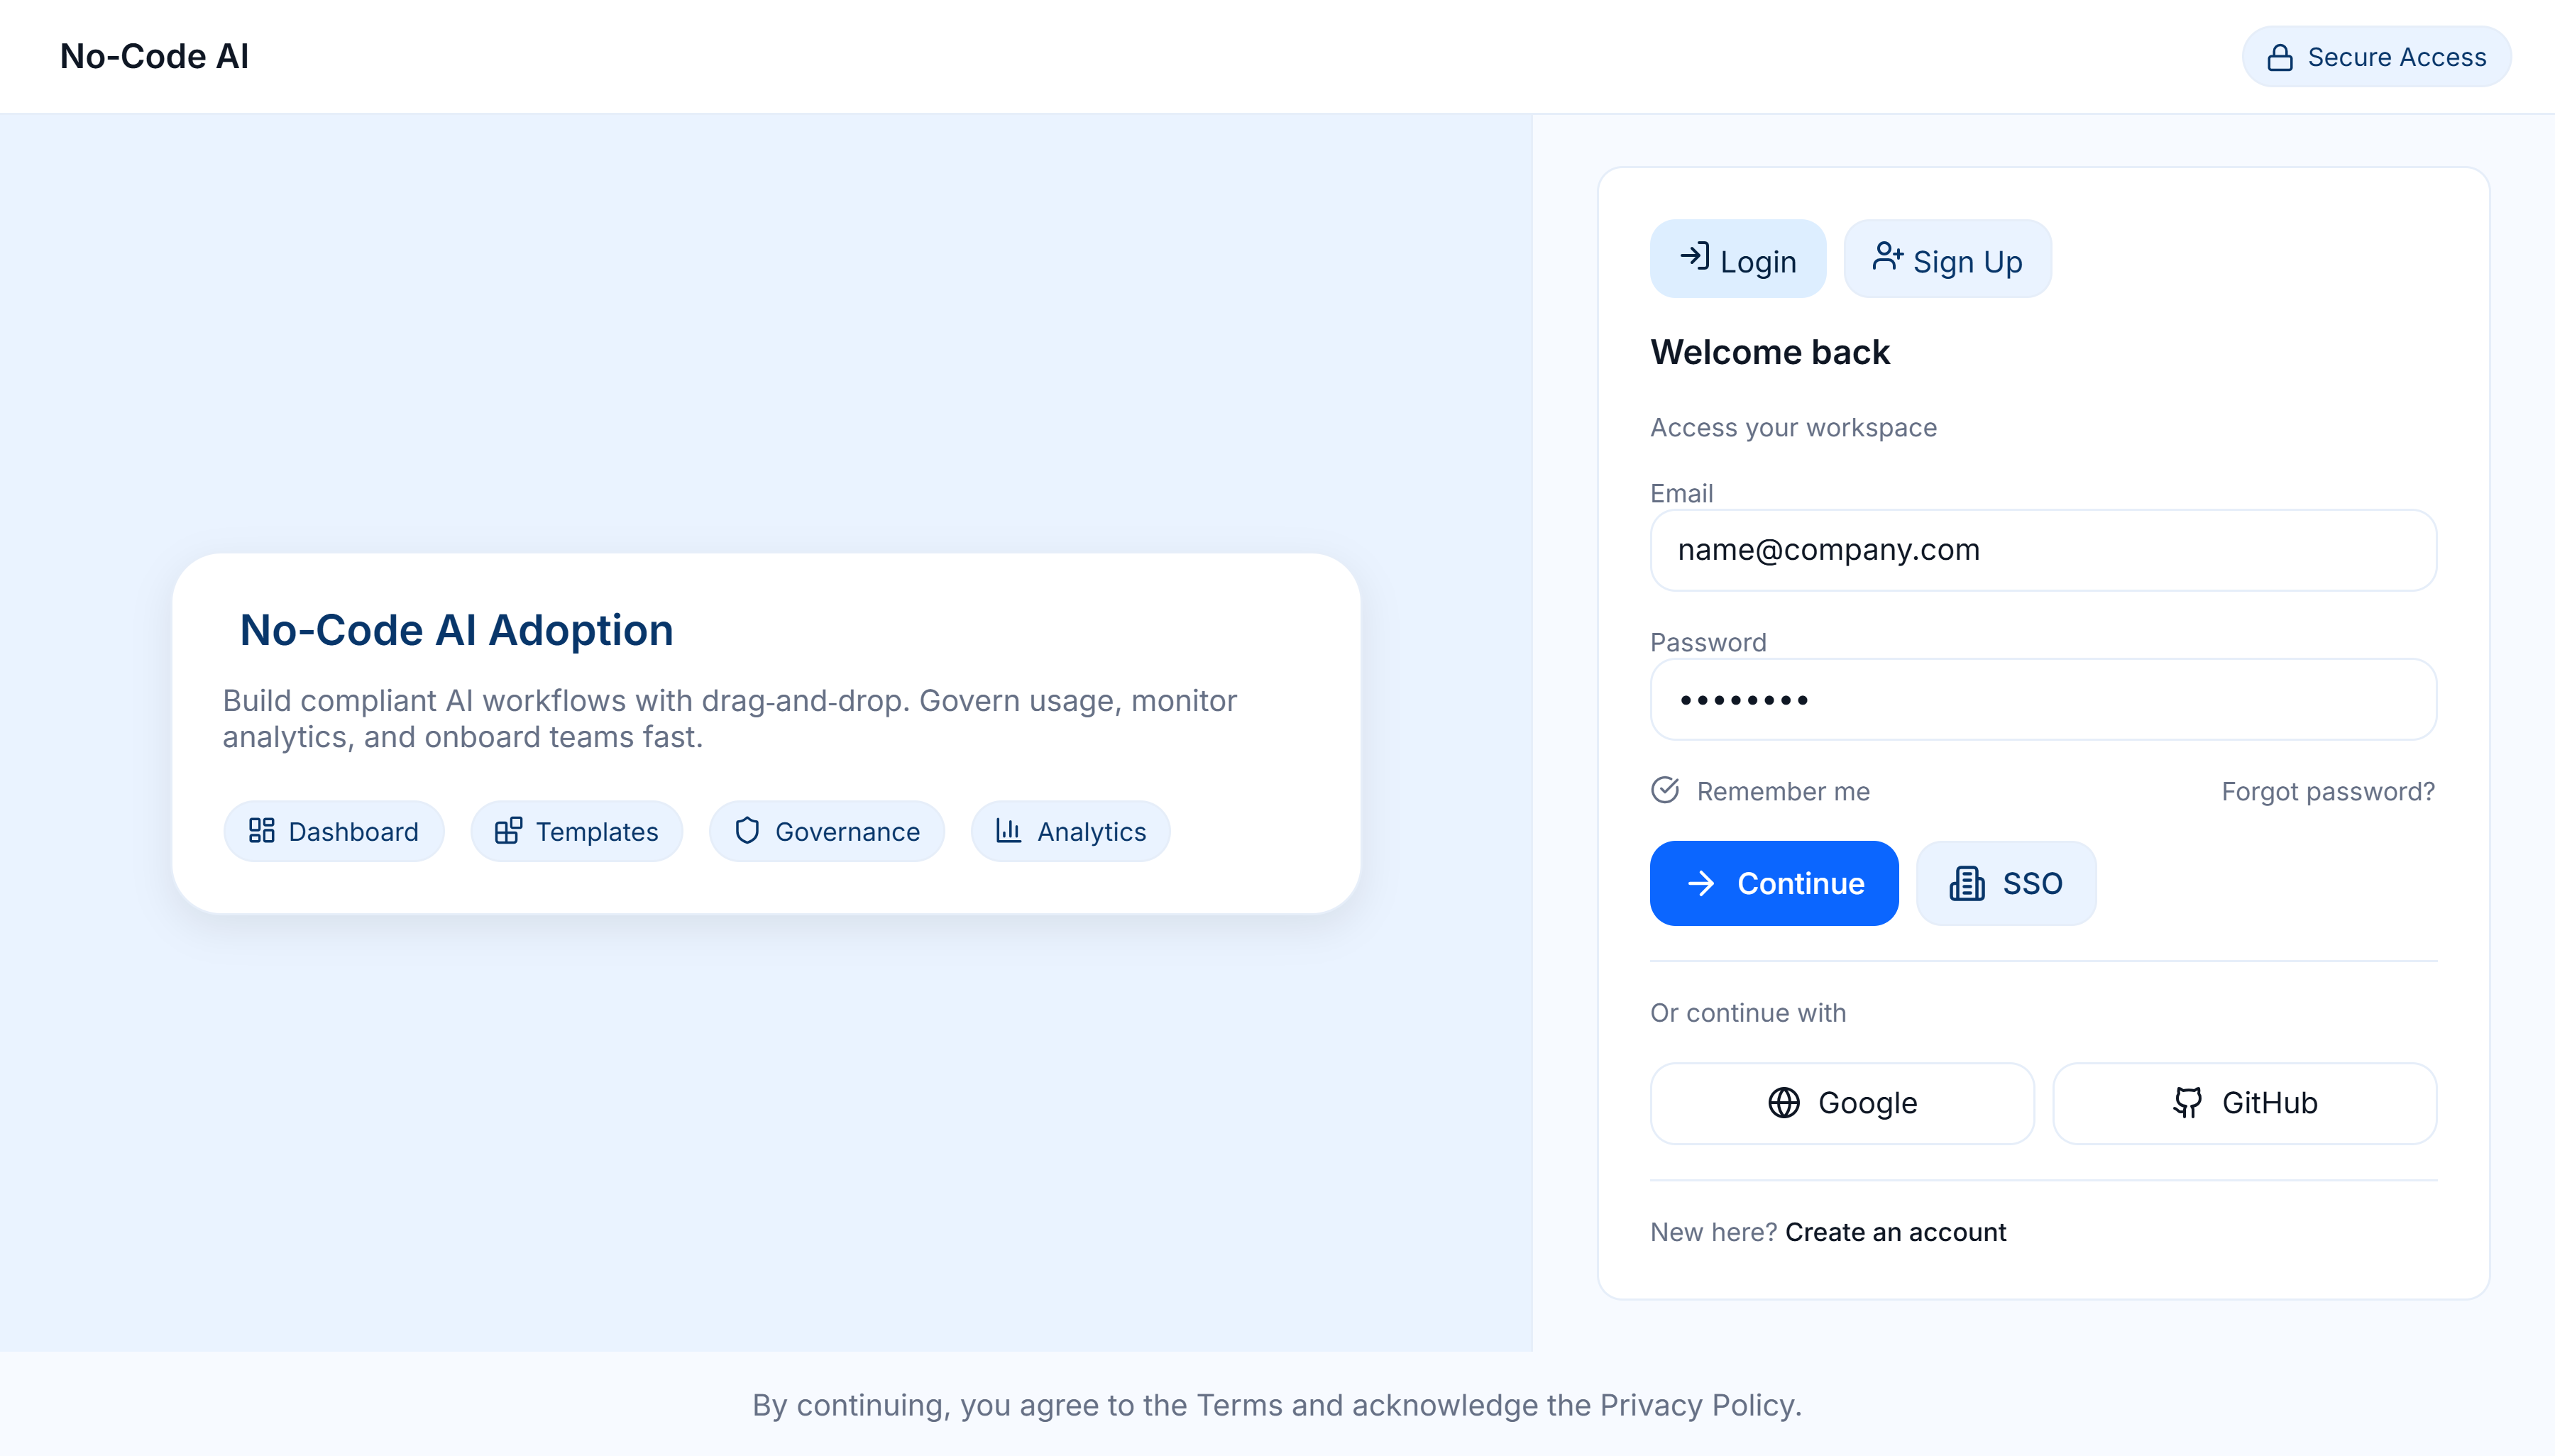 No-Code AI
Secure Access
No-Code AI Adoption
Build compliant AI workflows with drag-and-drop. Govern usage, monitor
analytics, and onboard teams fast.
Dashboard
Templates
Governance
Analytics
Login
Sign Up
Welcome back
Access your workspace
Email
name@company.com
Password
••••••••
Remember me
Forgot password?
Continue
SSO
Or continue with
Google
GitHub
New here? Create an account
By continuing, you agree to the Terms and acknowledge the Privacy Policy.